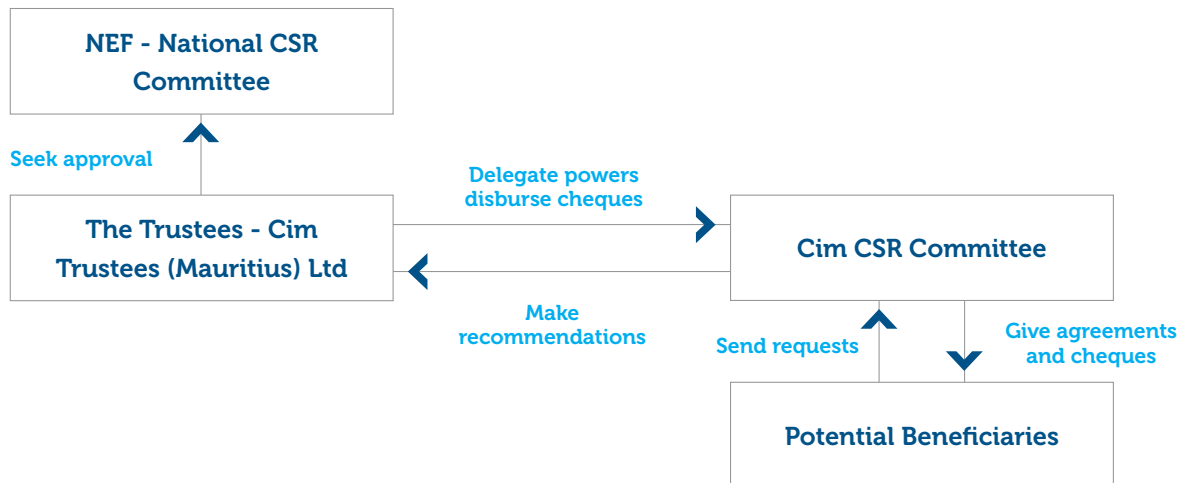 NEF - National CSR
Committee
Seek approval
The Trustees - Cim
Trustees (Mauritius) Ltd
Delegate powers
disburse cheques
Make
recommendations
Cim CSR Committee
Send requests
Give agreements
and cheques
Potential Beneficiaries